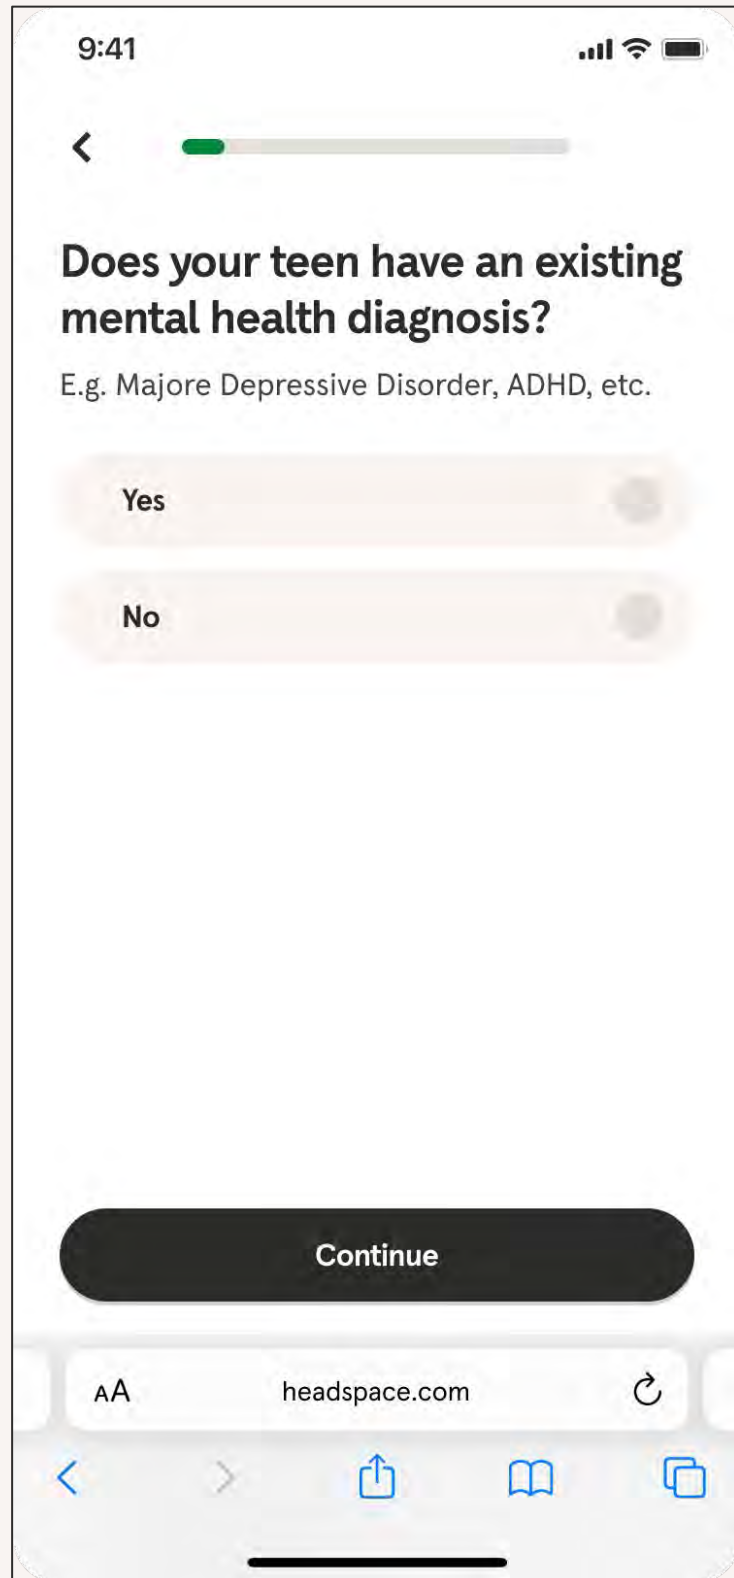 9:41
Does your teen have an existing
mental health diagnosis?
E.g. Majore Depressive Disorder, ADHD, etc.
Yes
No
Continue
AA headspace.com